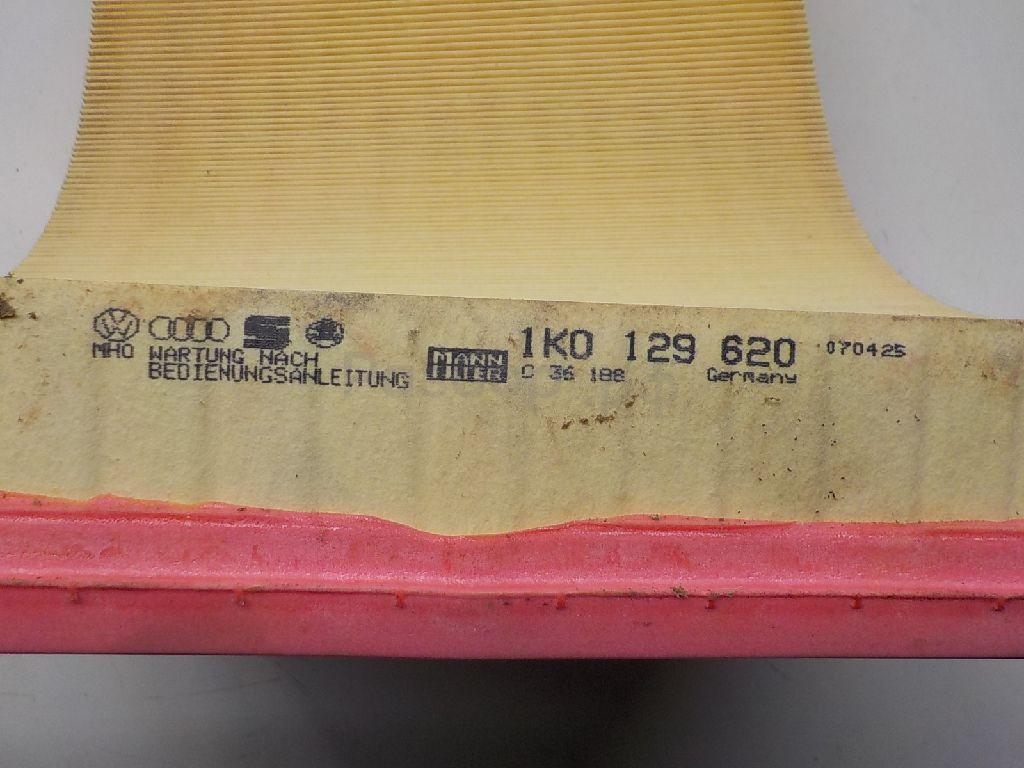 1K0 129 620 070425
MHO WARTUNG NACH
BEDIENUNGSANLEITUNG
MANN
FILTER
C 36 188 Germany